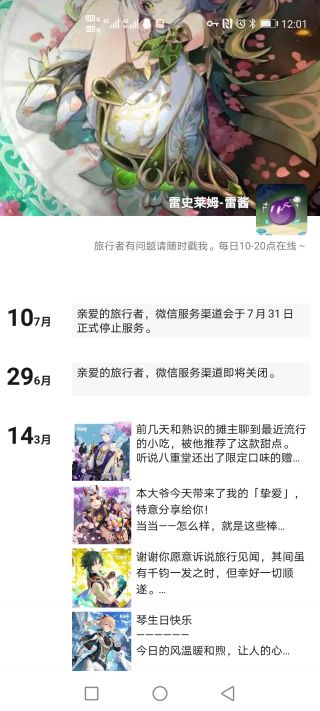 12:01
雷史莱姆-雷酱
旅行者有问题请随时戳我。每日10-20点在线~
10 7月
亲爱的旅行者，微信服务渠道会于7月31日
正式停止服务。
29 6月
亲爱的旅行者，微信服务渠道即将关闭。
14 3月
前几天和熟识的摊主聊到最近流行
的小吃，被他推荐了这款甜点。
听说八重堂还出了限定口味的赠...
本大爷今天带来了我的「挚爱」，
特意分享给你!
当当——怎么样，就是这些棒...
谢谢你愿意诉说旅行见闻，其间虽
有千钧一发之时，但幸好一切顺
遂。...
琴生日快乐
——————
今日的风温暖和煦，让人的心...